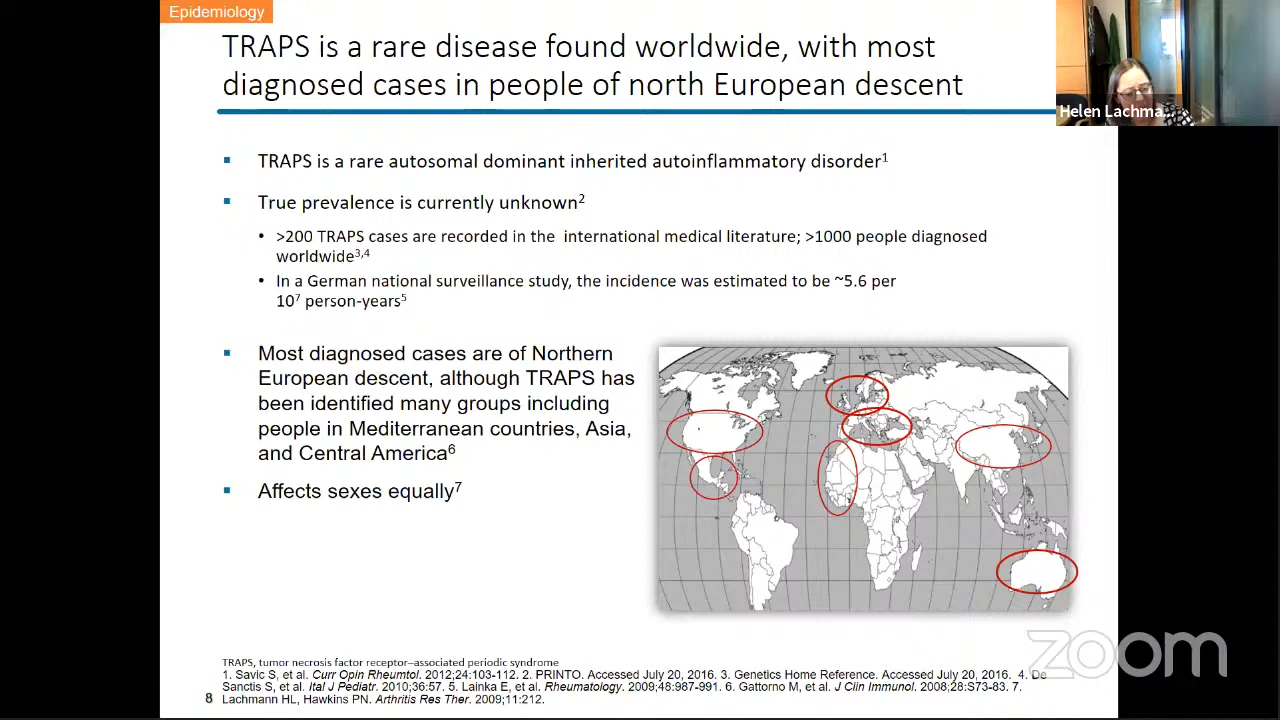 Epidemiology
TRAPS is a rare disease found worldwide, with most
diagnosed cases in people of north European descent
Helen Lachma...
▪ TRAPS is a rare autosomal dominant inherited autoinflammatory disorder1
▪ True prevalence is currently unknown2
• >200 TRAPS cases are recorded in the international medical literature; >1000 people diagnosed
worldwide3,4
• In a German national surveillance study, the incidence was estimated to be ~5.6 per
107 person-years5
▪ Most diagnosed cases are of Northern
European descent, although TRAPS has
been identified many groups including
people in Mediterranean countries, Asia,
and Central America6
▪ Affects sexes equally7
zoom
TRAPS, tumor necrosis factor receptor–associated periodic syndrome
1. Savic S, et al. Curr Opin Rheumtol. 2012;24:103-112. 2. PRINTO. Accessed July 20, 2016. 3. Genetics Home Reference. Accessed July 20, 2016. 4. De
Sanctis S, et al. Ital J Pediatr. 2010;36:57. 5. Lainka E, et al. Rheumatology. 2009;48:987-991. 6. Gattorno M, et al. J Clin Immunol. 2008;28:S73-83. 7.
8 Lachmann HL, Hawkins PN. Arthritis Res Ther. 2009;11:212.